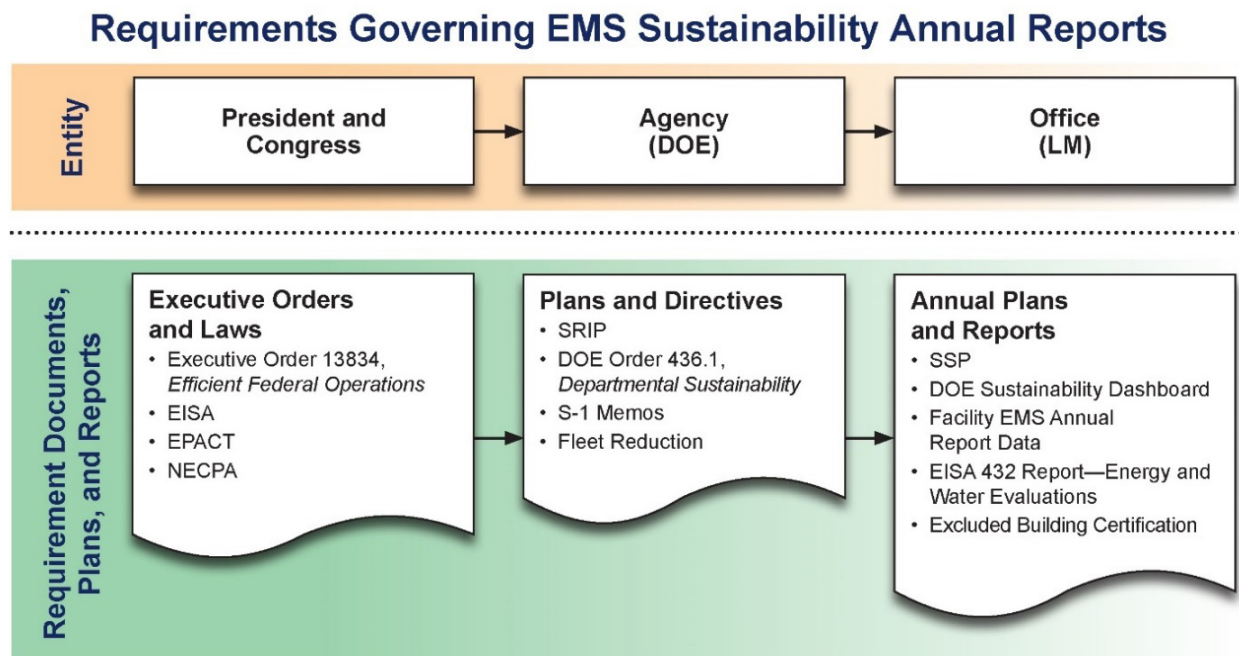 Requirements Governing EMS Sustainability Annual Reports
Entity
President and
Congress
Agency
(DOE)
Office
(LM)
Requirement Documents,
Plans, and Reports
Executive Orders
and Laws
• Executive Order 13834,
Efficient Federal Operations
• EISA
• EPACT
• NECPA
Plans and Directives
• SRIP
• DOE Order 436.1,
Departmental Sustainability
• S-1 Memos
• Fleet Reduction
Annual Plans
and Reports
• SSP
• DOE Sustainability Dashboard
• Facility EMS Annual
Report Data
• EISA 432 Report—Energy and
Water Evaluations
• Excluded Building Certification